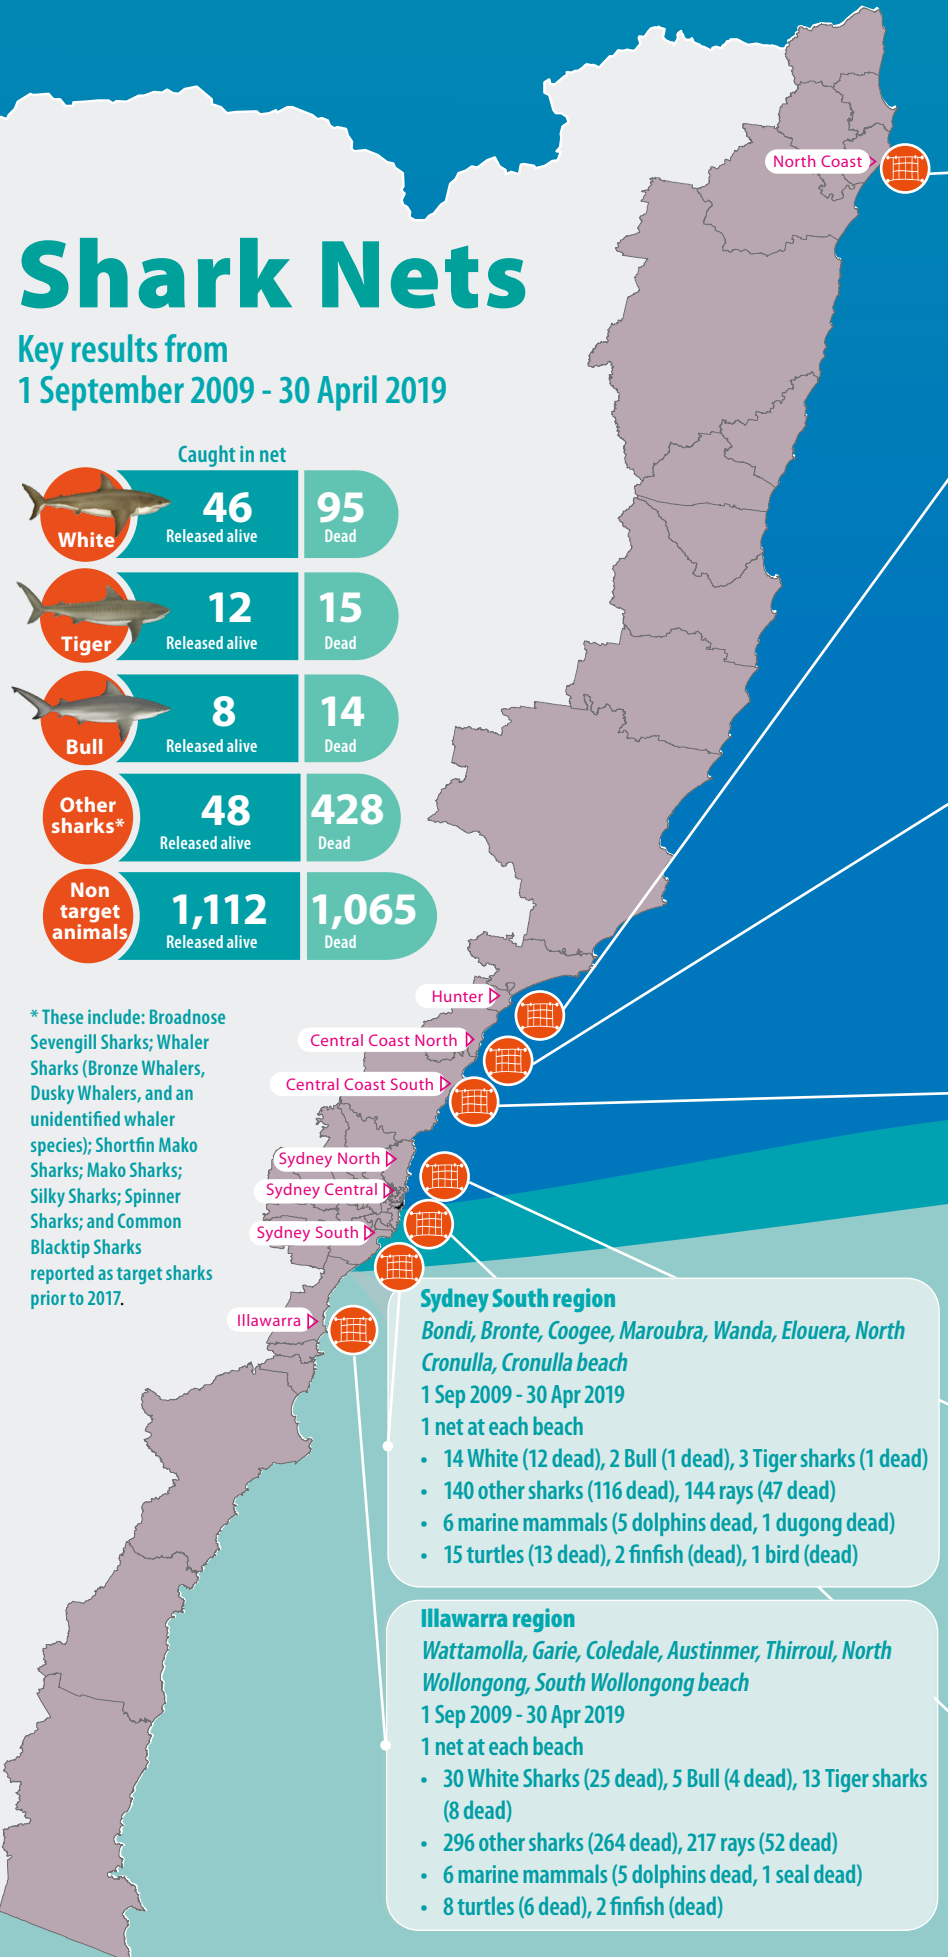 North Coast
Shark Nets
Key results from
1 September 2009 - 30 April 2019
Caught in net
White
46
Released alive
95
Dead
Tiger
12
Released alive
15
Dead
Bull
8
Released alive
14
Dead
Other
sharks*
48
Released alive
428
Dead
Non
target
animals
1,112
Released alive
1,065
Dead
* These include: Broadnose
Sevengill Sharks; Whaler
Sharks (Bronze Whalers,
Dusky Whalers, and an
unidentified whaler
species); Shortfin Mako
Sharks; Mako Sharks;
Silky Sharks; Spinner
Sharks; and Common
Blacktip Sharks
reported as target sharks
prior to 2017.
Hunter
Central Coast North
Central Coast South
Sydney North
Sydney Central
Sydney South
Illawarra
Sydney South region
Bondi, Bronte, Coogee, Maroubra, Wanda, Elouera, North
Cronulla, Cronulla beach
1 Sep 2009 - 30 Apr 2019
1 net at each beach
• 14 White (12 dead), 2 Bull (1 dead), 3 Tiger sharks (1 dead)
• 140 other sharks (116 dead), 144 rays (47 dead)
• 6 marine mammals (5 dolphins dead, 1 dugong dead)
• 15 turtles (13 dead), 2 finfish (dead), 1 bird (dead)
Illawarra region
Wattamolla, Garie, Coledale, Austinmer, Thirroul, North
Wollongong, South Wollongong beach
1 Sep 2009 - 30 Apr 2019
1 net at each beach
• 30 White Sharks (25 dead), 5 Bull (4 dead), 13 Tiger sharks
(8 dead)
• 296 other sharks (264 dead), 217 rays (52 dead)
• 6 marine mammals (5 dolphins dead, 1 seal dead)
• 8 turtles (6 dead), 2 finfish (dead)